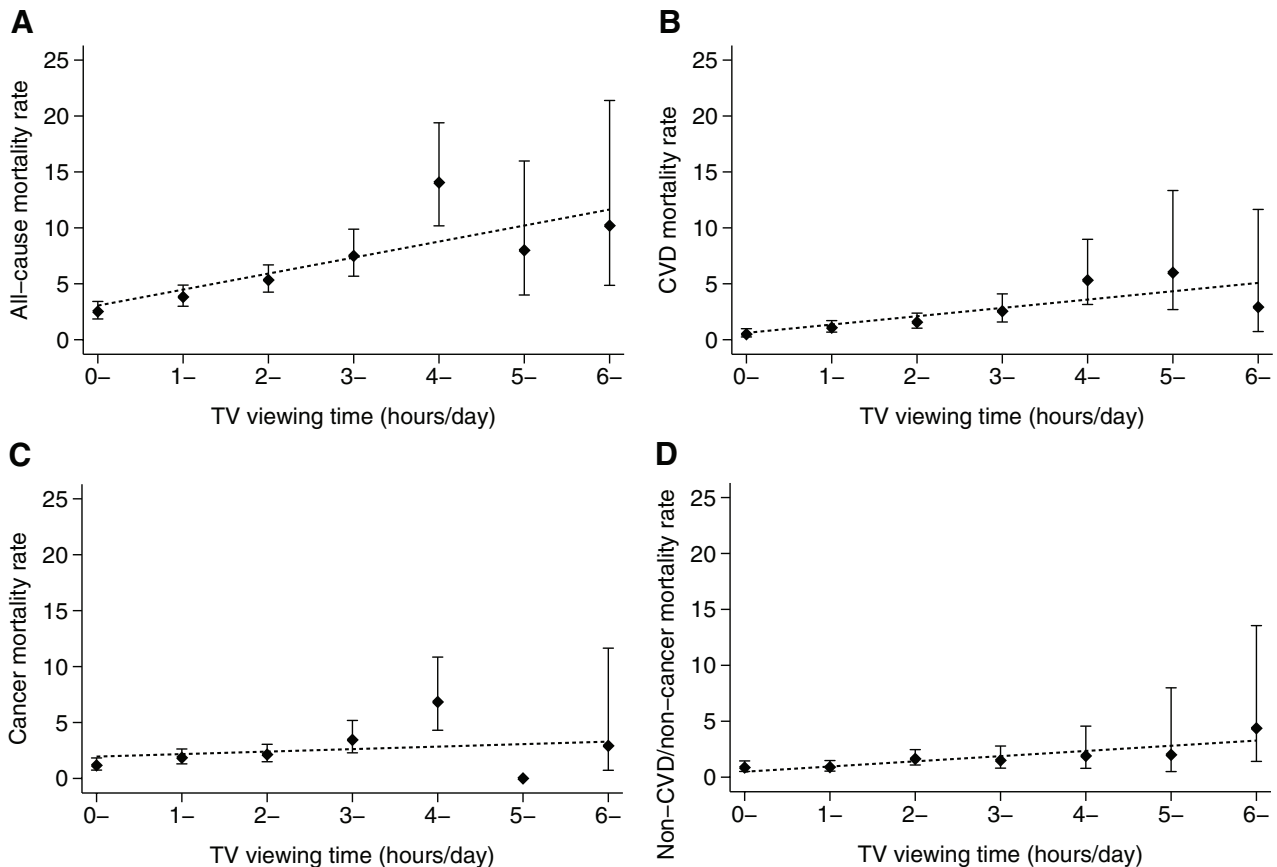 A
All–cause mortality rate
25
20
15
10
5
0
0– 1– 2– 3– 4– 5– 6–
TV viewing time (hours/day)
B
CVD mortality rate
25
20
15
10
5
0
0– 1– 2– 3– 4– 5– 6–
TV viewing time (hours/day)
C
Cancer mortality rate
25
20
15
10
5
0
0– 1– 2– 3– 4– 5– 6–
TV viewing time (hours/day)
D
Non–CVD/non–cancer mortality rate
25
20
15
10
5
0
0– 1– 2– 3– 4– 5– 6–
TV viewing time (hours/day)